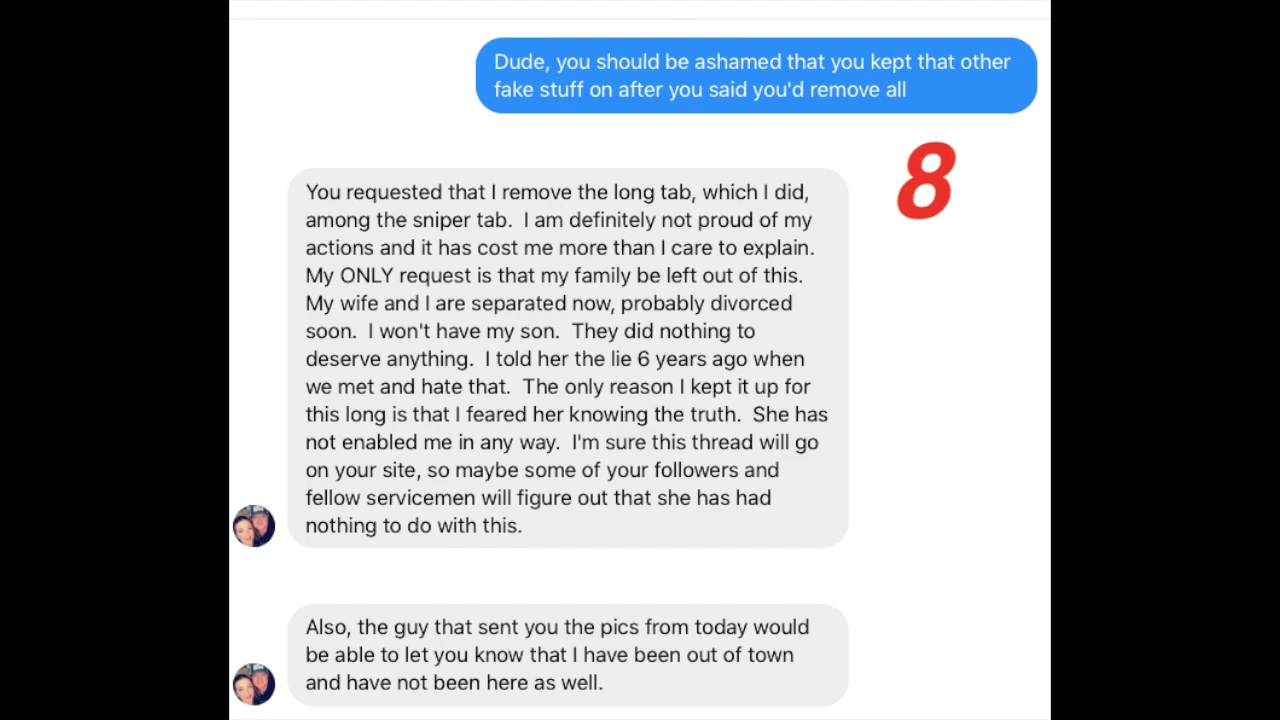 Dude, you should be ashamed that you kept that other
fake stuff on after you said you'd remove all
8
You requested that I remove the long tab, which I did,
among the sniper tab.  I am definitely not proud of my
actions and it has cost me more than I care to explain.
My ONLY request is that my family be left out of this.
My wife and I are separated now, probably divorced
soon.  I won't have my son.  They did nothing to
deserve anything.  I told her the lie 6 years ago when
we met and hate that.  The only reason I kept it up for
this long is that I feared her knowing the truth.  She has
not enabled me in any way.  I'm sure this thread will go
on your site, so maybe some of your followers and
fellow servicemen will figure out that she has had
nothing to do with this.
Also, the guy that sent you the pics from today would
be able to let you know that I have been out of town
and have not been here as well.